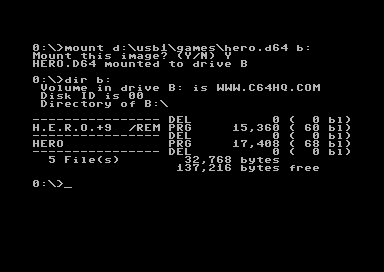 0:\>mount d:\usb1\games\hero.d64 b:
Mount this image? (Y/N) Y
HERO.D64 mounted to drive B
0:\>dir b:
Volume in drive B: is WWW.C64HQ.COM
Disk ID is 00
Directory of B:\
---------------- DEL 0 ( 0 bl)
H.E.R.O.+9 /REM PRG 15,360 ( 60 bl)
---------------- DEL 0 ( 0 bl)
HERO PRG 17,408 ( 68 bl)
---------------- DEL 0 ( 0 bl)
5 File(s) 32,768 bytes
137,216 bytes free
0:\>_